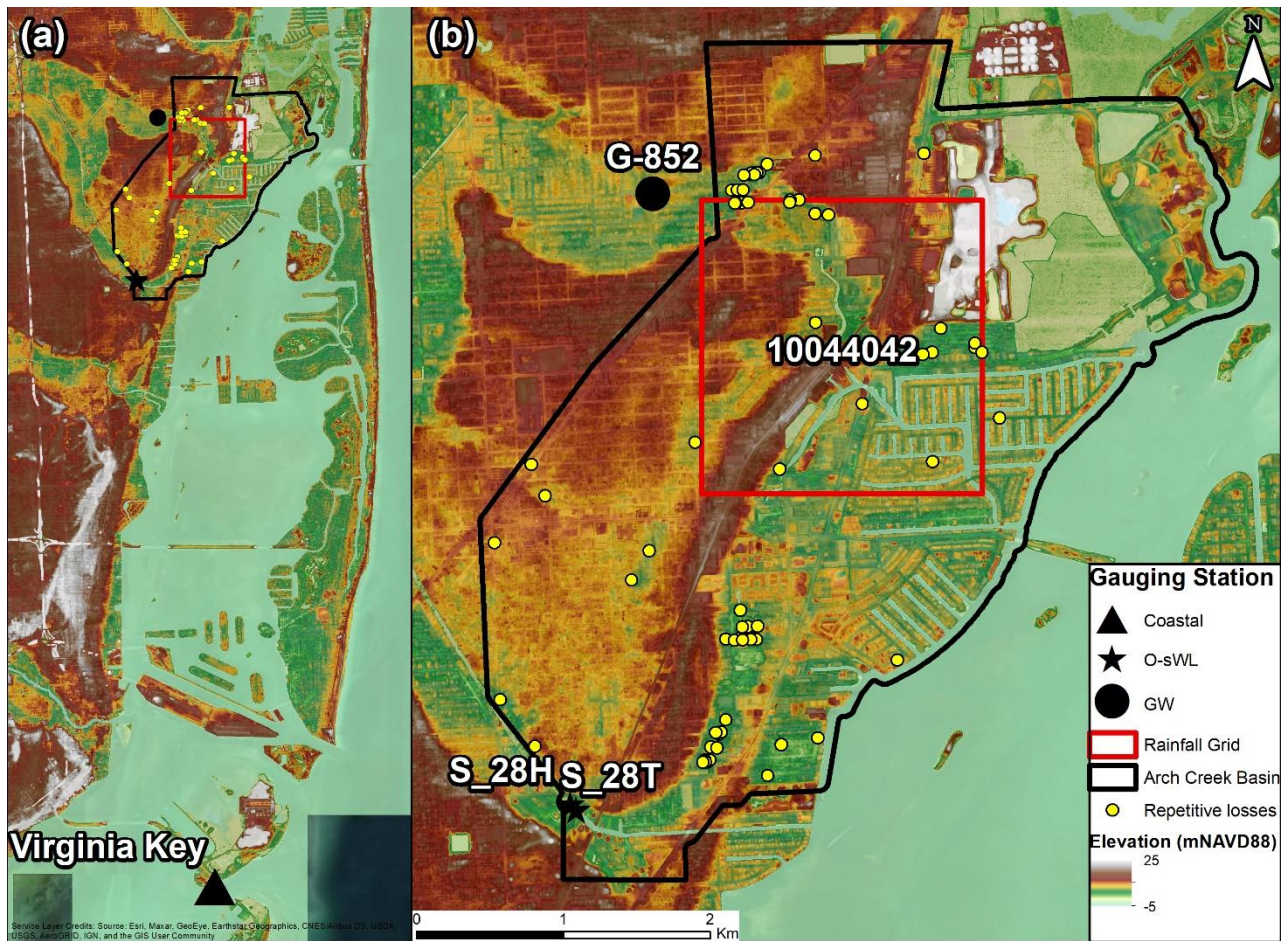 (a)
Virginia Key
Service Layer Credits: Source: Esri, Maxar, GeoEye, Earthstar Geographics, CNES/Airbus DS, USDA,
USGS, AeroGRID, IGN, and the GIS User Community
(b)
N
G-852
10044042
S_28H S_28T
0 1 2
Km
Gauging Station
Coastal
O-sWL
GW
Rainfall Grid
Arch Creek Basin
Repetitive losses
Elevation (mNAVD88)
25
-5